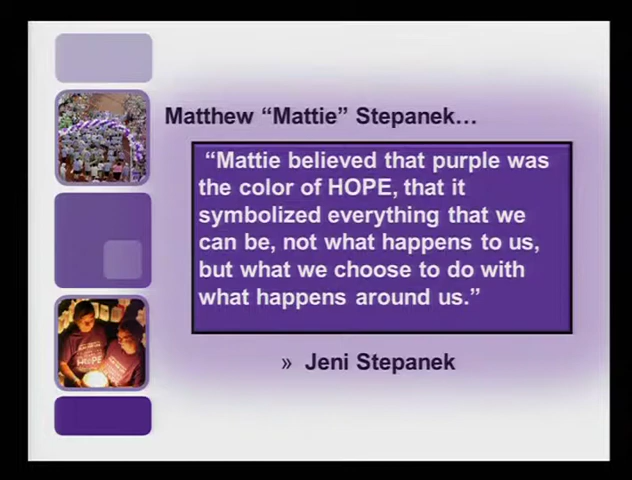 Matthew “Mattie” Stepanek…
“Mattie believed that purple was
the color of HOPE, that it
symbolized everything that we
can be, not what happens to us,
but what we choose to do with
what happens around us.”
» Jeni Stepanek
HOPE